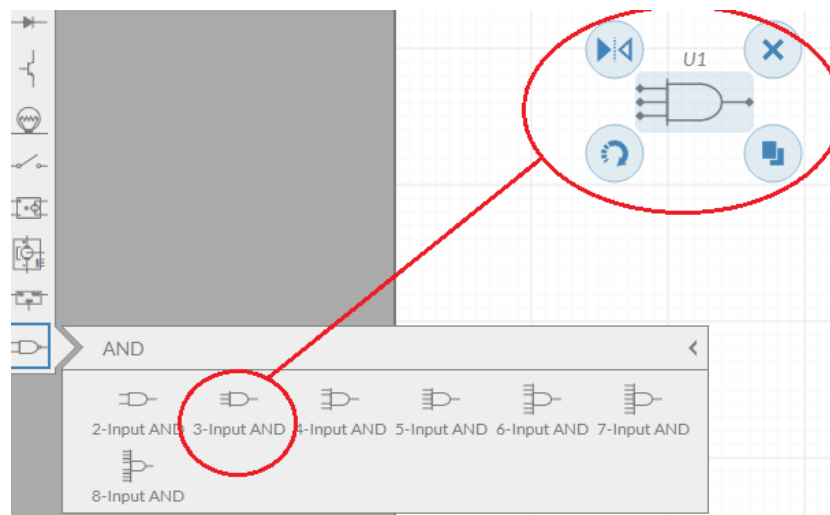 U1
AND
2-Input AND 3-Input AND 4-Input AND 5-Input AND 6-Input AND 7-Input AND
8-Input AND